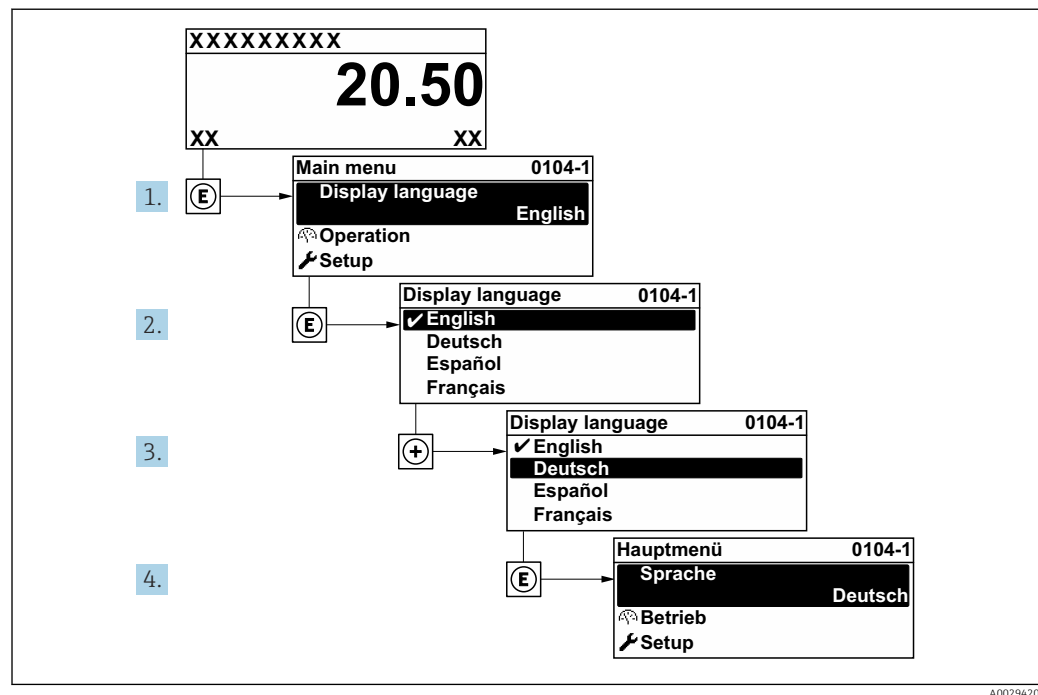 XXXXXXXXX
20.50
XX XX
1. E
Main menu 0104-1
Display language
English
Operation
Setup
2. E
Display language 0104-1
✔English
Deutsch
Español
Français
3. +
Display language 0104-1
✔English
Deutsch
Español
Français
4. E
Hauptmenü 0104-1
Sprache
Deutsch
Betrieb
Setup
A0029420